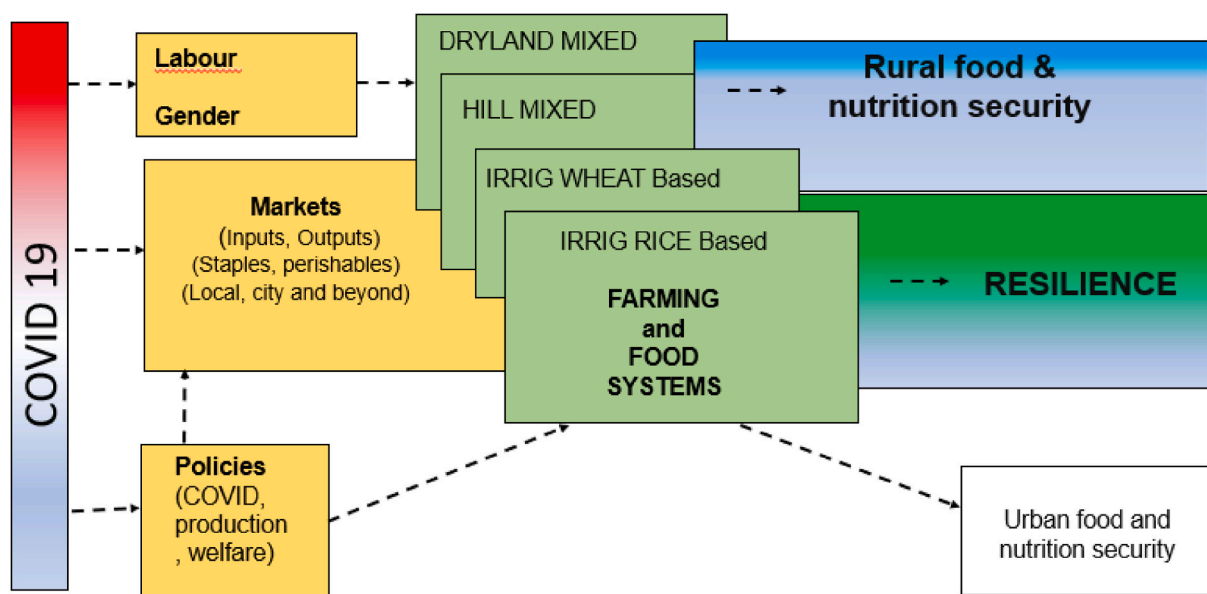 COVID 19
Labour
Gender
Markets
(Inputs, Outputs)
(Staples, perishables)
(Local, city and beyond)
Policies
(COVID,
production
, welfare)
DRYLAND MIXED
HILL MIXED
IRRIG WHEAT Based
IRRIG RICE Based
FARMING
and
FOOD
SYSTEMS
Rural food &
nutrition security
RESILIENCE
Urban food and
nutrition security